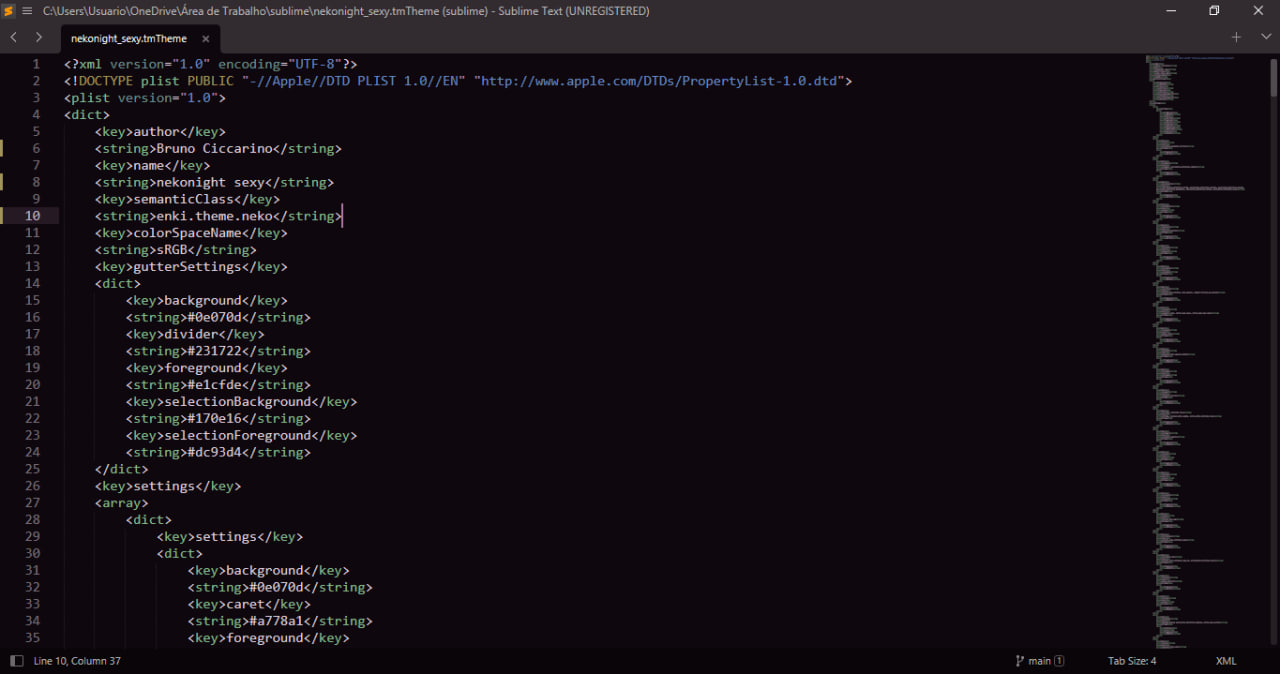 C:\Users\Usuario\OneDrive\Área de Trabalho\sublime\nekonight_sexy.tmTheme (sublime) - Sublime Text (UNREGISTERED)
nekonight_sexy.tmTheme
1 <?xml version="1.0" encoding="UTF-8"?>
2 <!DOCTYPE plist PUBLIC "-//Apple//DTD PLIST 1.0//EN" "http://www.apple.com/DTDs/PropertyList-1.0.dtd">
3 <plist version="1.0">
4 <dict>
5 <key>author</key>
6 <string>Bruno Ciccarino</string>
7 <key>name</key>
8 <string>nekonight sexy</string>
9 <key>semanticClass</key>
10 <string>enki.theme.neko</string>
11 <key>colorSpaceName</key>
12 <string>sRGB</string>
13 <key>gutterSettings</key>
14 <dict>
15 <key>background</key>
16 <string>#0e070d</string>
17 <key>divider</key>
18 <string>#231722</string>
19 <key>foreground</key>
20 <string>#e1cfde</string>
21 <key>selectionBackground</key>
22 <string>#170e16</string>
23 <key>selectionForeground</key>
24 <string>#dc93d4</string>
25 </dict>
26 <key>settings</key>
27 <array>
28 <dict>
29 <key>settings</key>
30 <dict>
31 <key>background</key>
32 <string>#0e070d</string>
33 <key>caret</key>
34 <string>#a778a1</string>
35 <key>foreground</key>
Line 10, Column 37
main 1
Tab Size: 4
XML